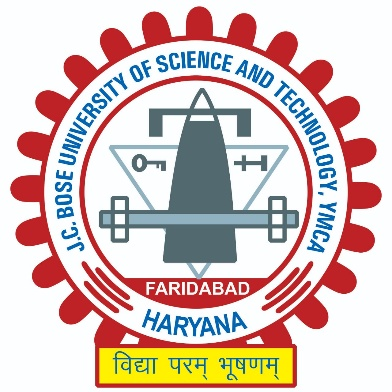 J.C. BOSE UNIVERSITY OF SCIENCE AND TECHNOLOGY, YMCA
FARIDABAD
HARYANA
विद्या परम् भूषणम्